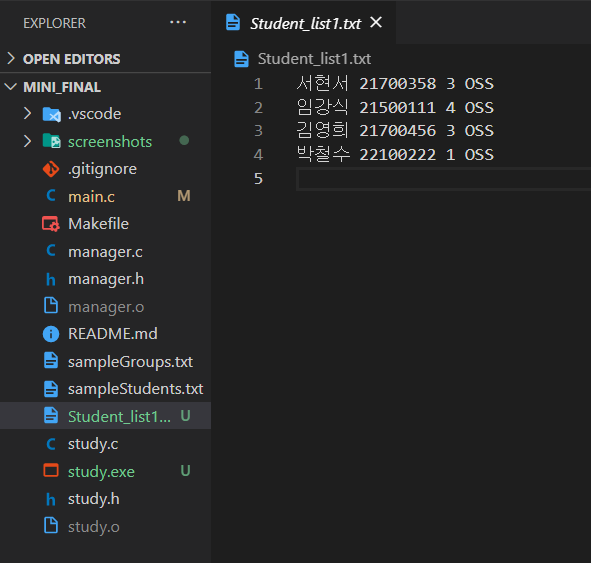 EXPLORER
···
OPEN EDITORS
MINI_FINAL
.vscode
screenshots
.gitignore
C main.c M
Makefile
C manager.c
h manager.h
manager.o
README.md
sampleGroups.txt
sampleStudents.txt
Student_list1... U
C study.c
study.exe U
h study.h
study.o
Student_list1.txt
Student_list1.txt
1 서현서 21700358 3 OSS
2 임강식 21500111 4 OSS
3 김영희 21700456 3 OSS
4 박철수 22100222 1 OSS
5